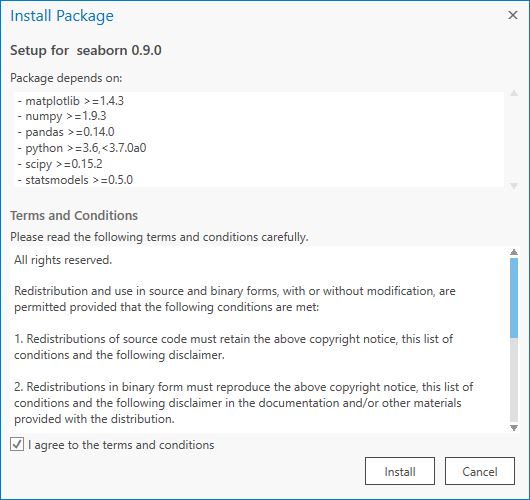 Install Package
Setup for seaborn 0.9.0
Package depends on:
- matplotlib >=1.4.3
- numpy >=1.9.3
- pandas >=0.14.0
- python >=3.6,<3.7.0a0
- scipy >=0.15.2
- statsmodels >=0.5.0
Terms and Conditions
Please read the following terms and conditions carefully.
All rights reserved.
Redistribution and use in source and binary forms, with or without modification, are
permitted provided that the following conditions are met:
1. Redistributions of source code must retain the above copyright notice, this list of
conditions and the following disclaimer.
2. Redistributions in binary form must reproduce the above copyright notice, this list of
conditions and the following disclaimer in the documentation and/or other materials
provided with the distribution.
I agree to the terms and conditions
Install Cancel